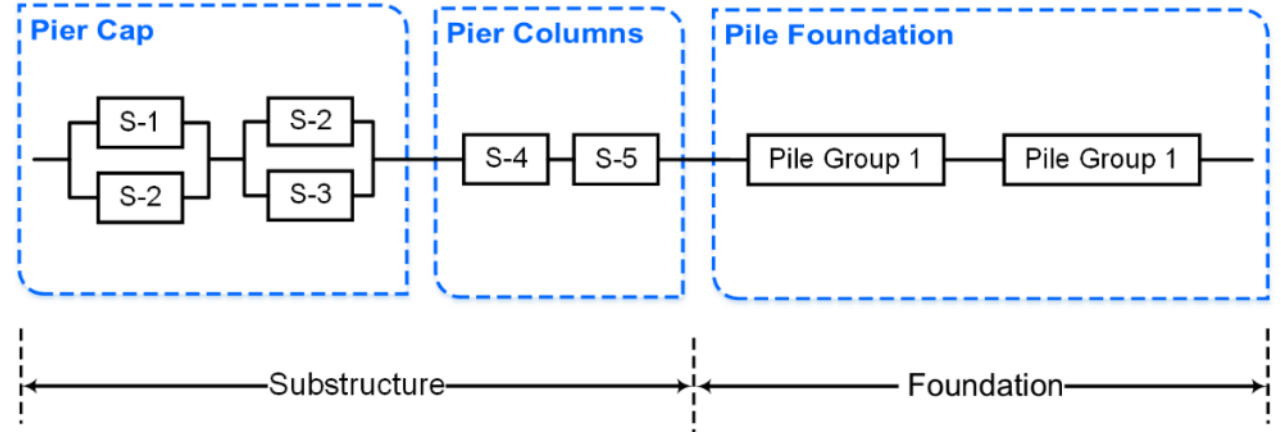 Pier Cap
Pier Columns
Pile Foundation
S-1
S-2
S-2
S-3
S-4
S-5
Pile Group 1
Pile Group 1
Substructure
Foundation